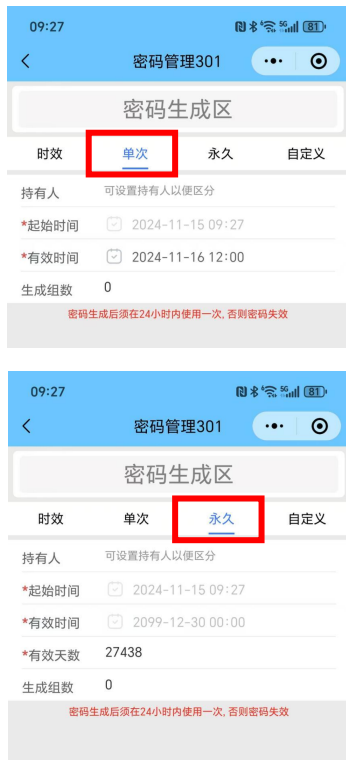 09:27 5G 81
密码管理301
密码生成区
时效 单次 永久 自定义
持有人 可设置持有人以便区分
*起始时间 2024-11-15 09:27
*有效时间 2024-11-16 12:00
生成组数 0
密码生成后须在24小时内使用一次, 否则密码失效
09:27 5G 81
密码管理301
密码生成区
时效 单次 永久 自定义
持有人 可设置持有人以便区分
*起始时间 2024-11-15 09:27
*有效时间 2099-12-30 00:00
*有效天数 27438
生成组数 0
密码生成后须在24小时内使用一次, 否则密码失效